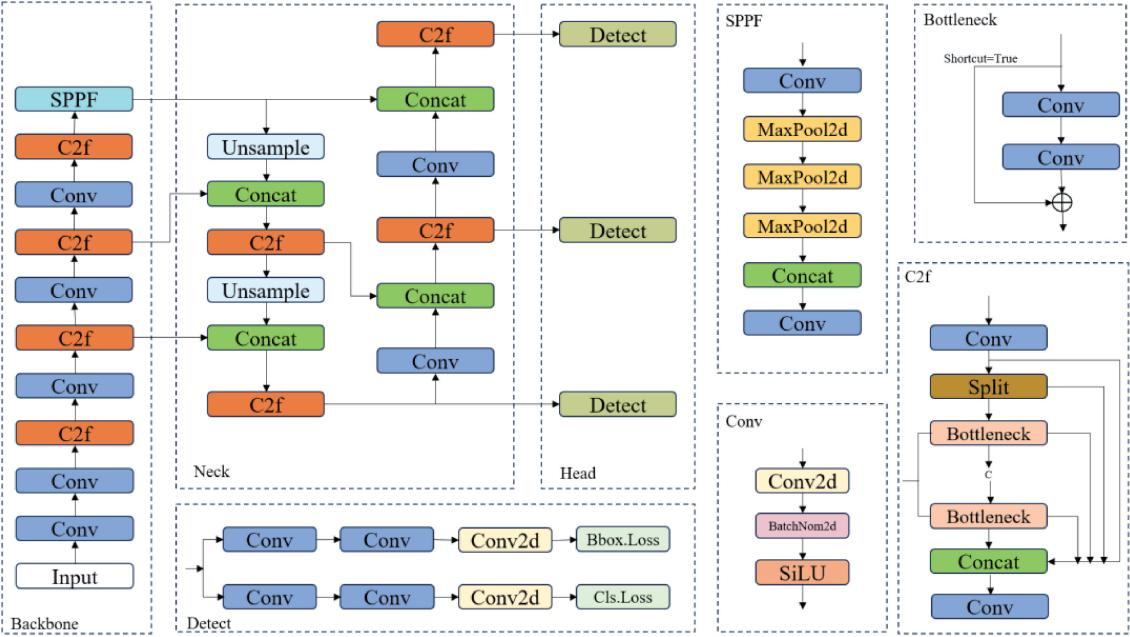 SPPF
C2f
Conv
C2f
Conv
C2f
Conv
C2f
Conv
Conv
Input
Backbone
Unsample
Concat
C2f
Unsample
Concat
C2f
C2f
Concat
Conv
C2f
Concat
Conv
Neck
Detect
Detect
Detect
Head
Conv
Conv
Conv2d
Bbox.Loss
Conv
Conv
Conv2d
Cls.Loss
Detect
SPPF
Conv
MaxPool2d
MaxPool2d
MaxPool2d
Concat
Conv
Conv
Conv2d
BatchNom2d
SiLU
Bottleneck
Shortcut=True
Conv
Conv
C2f
Conv
Split
Bottleneck
C
Bottleneck
Concat
Conv